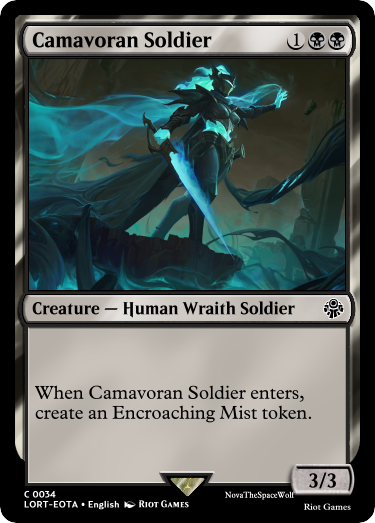 Camavoran Soldier 1
Creature — Human Wraith Soldier
When Camavoran Soldier enters,
create an Encroaching Mist token.
3/3
C 0034
LORT-EOTA • English Riot Games
NovaTheSpaceWolf
Riot Games